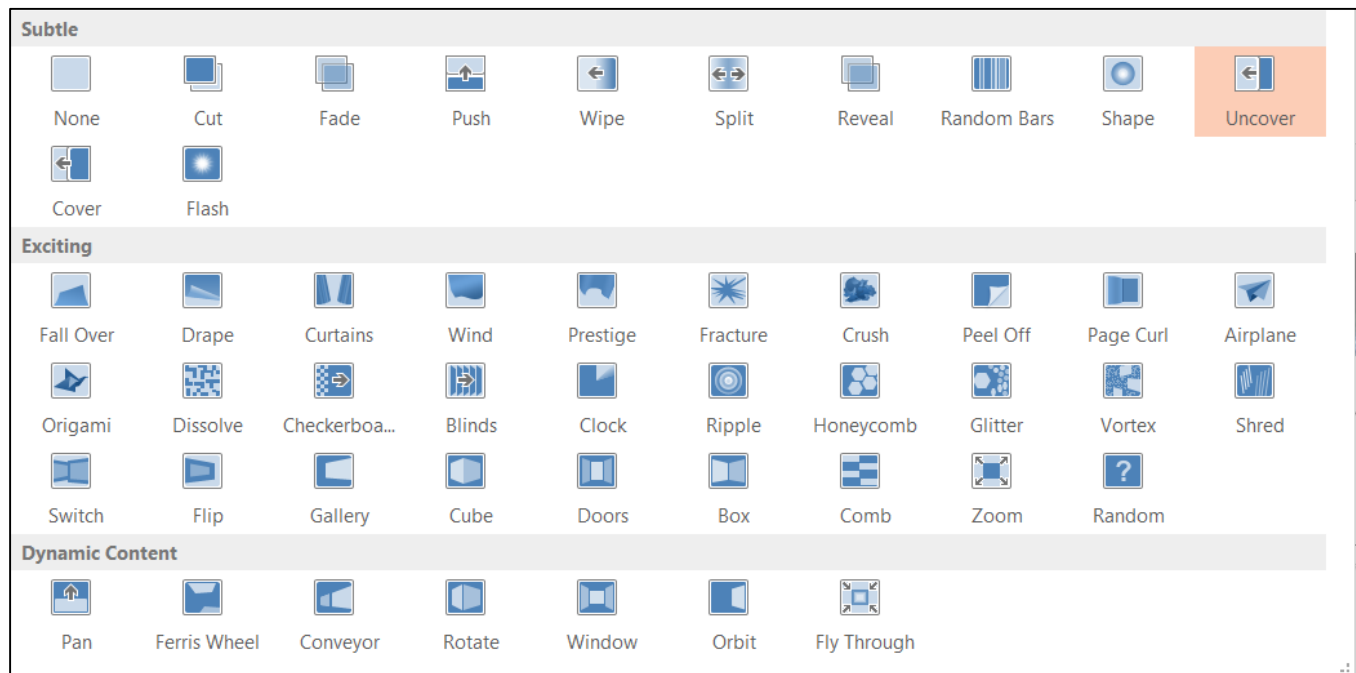 Subtle
None Cut Fade Push Wipe Split Reveal Random Bars Shape Uncover
Cover Flash
Exciting
Fall Over Drape Curtains Wind Prestige Fracture Crush Peel Off Page Curl Airplane
Origami Dissolve Checkerboa... Blinds Clock Ripple Honeycomb Glitter Vortex Shred
Switch Flip Gallery Cube Doors Box Comb Zoom ? Random
Dynamic Content
Pan Ferris Wheel Conveyor Rotate Window Orbit Fly Through